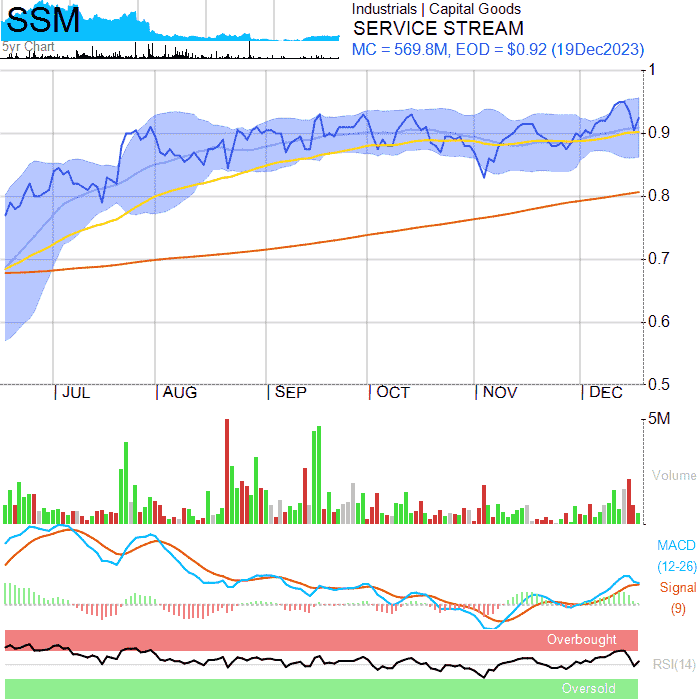 SSM
5yr Chart
Industrials | Capital Goods
SERVICE STREAM
MC = 569.8M, EOD = $0.92 (19Dec2023)
1
0.9
0.8
0.7
0.6
0.5
JUL AUG SEP OCT NOV DEC
5M
Volume
MACD
(12-26)
Signal
(9)
Overbought
RSI(14)
Oversold